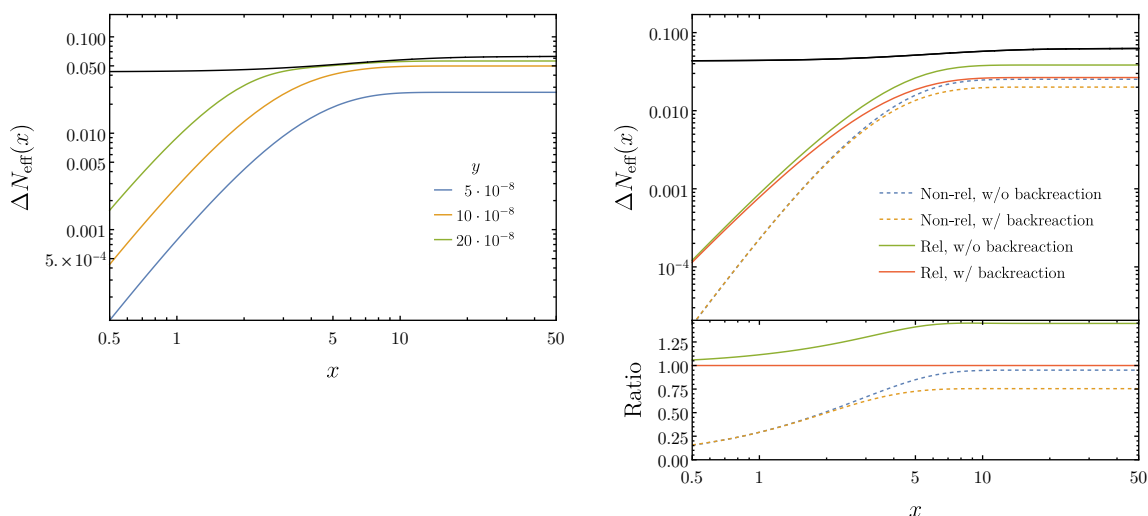 0.100
0.050
0.010
0.005
0.001
5.×10⁻⁴
ΔN_eff(x)
y
5 · 10⁻⁸
10 · 10⁻⁸
20 · 10⁻⁸
0.5 1 5 10 50
x
0.100
0.010
0.001
10⁻⁴
ΔN_eff(x)
Non-rel, w/o backreaction
Non-rel, w/ backreaction
Rel, w/o backreaction
Rel, w/ backreaction
1.25
1.00
0.75
0.50
0.25
0.00
Ratio
0.5 1 5 10 50
x